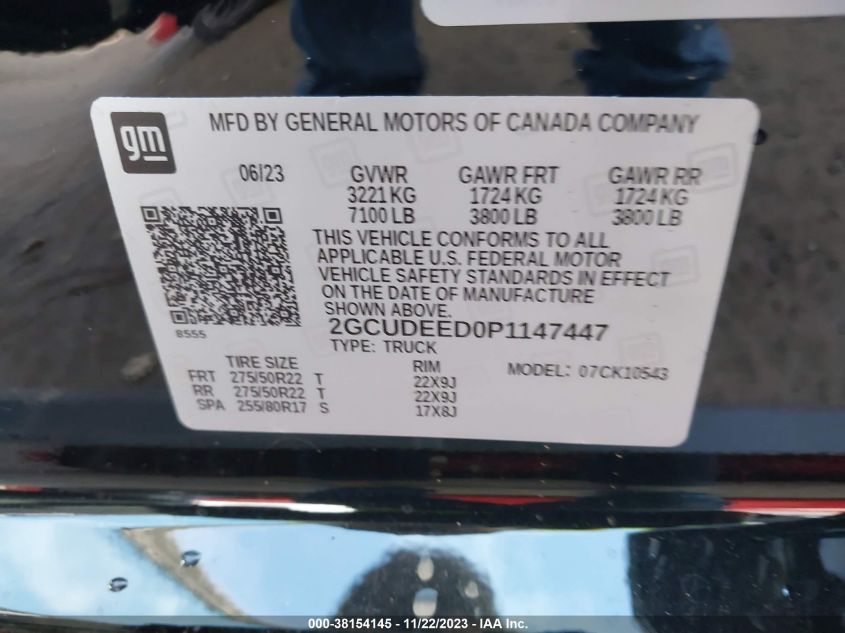 gm
MFD BY GENERAL MOTORS OF CANADA COMPANY
06/23 GVWR GAWR FRT GAWR RR
3221 KG 1724 KG 1724 KG
7100 LB 3800 LB 3800 LB
THIS VEHICLE CONFORMS TO ALL
APPLICABLE U.S. FEDERAL MOTOR
VEHICLE SAFETY STANDARDS IN EFFECT
ON THE DATE OF MANUFACTURE
SHOWN ABOVE.
8555
2GCUDEED0P1147447
TYPE: TRUCK
TIRE SIZE RIM MODEL: 07CK10543
FRT 275/50R22 T 22X9J
RR 275/50R22 T 22X9J
SPA 255/80R17 S 17X8J
000-38154145 - 11/22/2023 - IAAI.com